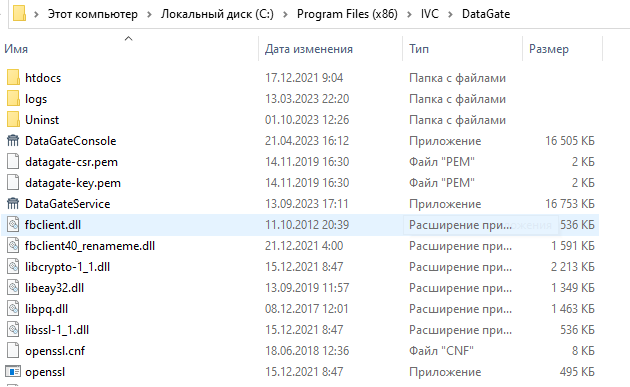 Этот компьютер > Локальный диск (C:) > Program Files (x86) > IVC > DataGate
Имя Дата изменения Тип Размер
htdocs 17.12.2021 9:04 Папка с файлами
logs 13.03.2023 22:20 Папка с файлами
Uninst 01.10.2023 12:26 Папка с файлами
DataGateConsole 21.04.2023 16:12 Приложение 16 505 КБ
datagate-csr.pem 14.11.2019 16:30 Файл "PEM" 2 КБ
datagate-key.pem 14.11.2019 16:30 Файл "PEM" 2 КБ
DataGateService 13.09.2023 17:11 Приложение 16 753 КБ
fbclient.dll 11.10.2012 20:39 Расширение при... 536 КБ
fbclient40_renameme.dll 21.12.2021 4:00 Расширение при... 1 591 КБ
libcrypto-1_1.dll 15.12.2021 8:47 Расширение при... 2 213 КБ
libeay32.dll 13.09.2019 11:57 Расширение при... 1 349 КБ
libpq.dll 08.12.2017 12:01 Расширение при... 1 463 КБ
libssl-1_1.dll 15.12.2021 8:47 Расширение при... 536 КБ
openssl.cnf 18.06.2018 12:36 Файл "CNF" 8 КБ
openssl 15.12.2021 8:47 Приложение 495 КБ